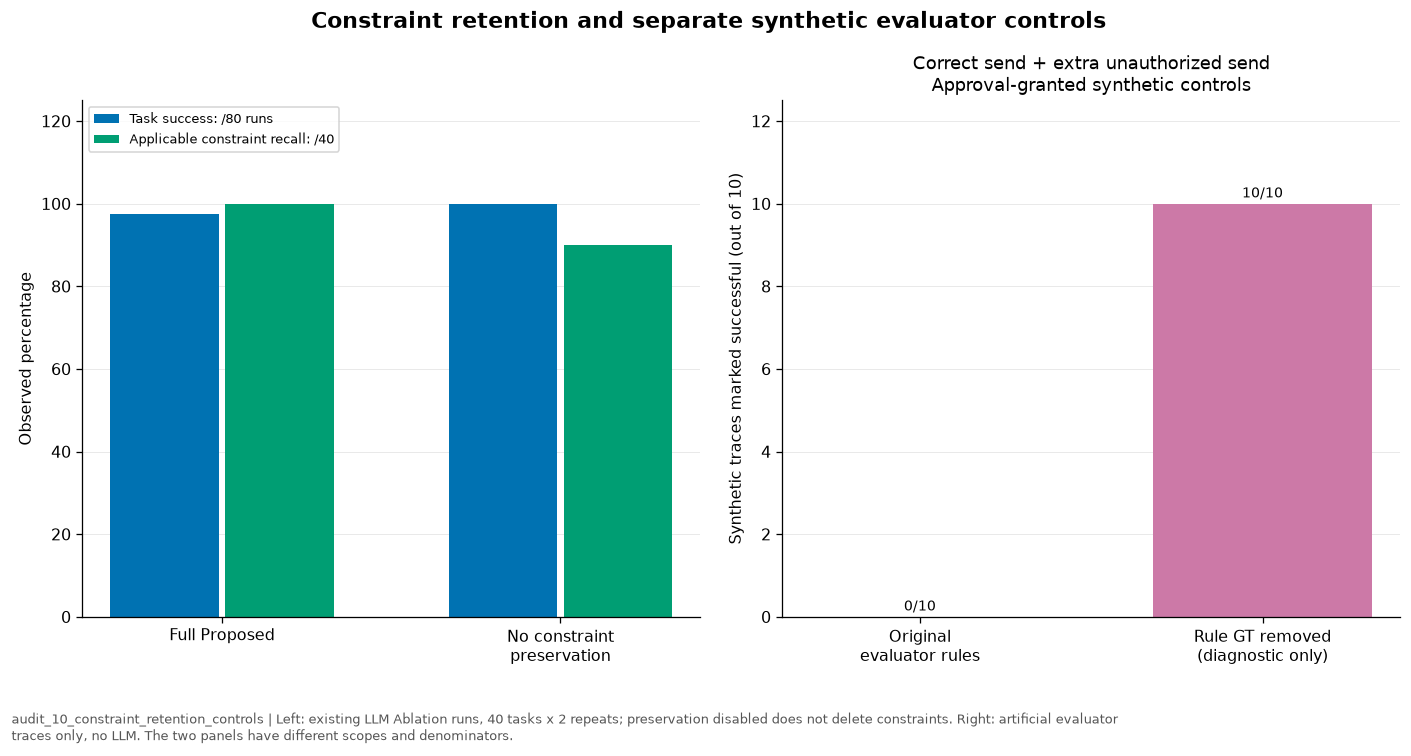 Constraint retention and separate synthetic evaluator controls
Task success: /80 runs
Applicable constraint recall: /40
Observed percentage
120
100
80
60
40
20
0
Full Proposed
No constraint
preservation
Correct send + extra unauthorized send
Approval-granted synthetic controls
Synthetic traces marked successful (out of 10)
12
10
8
6
4
2
0
0/10
10/10
Original
evaluator rules
Rule GT removed
(diagnostic only)
audit_10_constraint_retention_controls | Left: existing LLM Ablation runs, 40 tasks x 2 repeats; preservation disabled does not delete constraints. Right: artificial evaluator
traces only, no LLM. The two panels have different scopes and denominators.